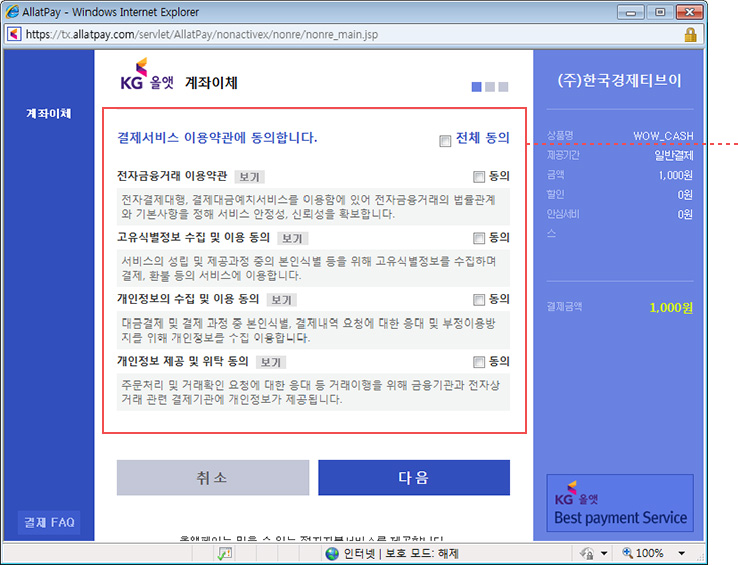 AllatPay - Windows Internet Explorer
https://tx.allatpay.com/servlet/AllatPay/nonactivex/nonre/nonre_main.jsp
계좌이체
KG 올앳 계좌이체
결제서비스 이용약관에 동의합니다. 전체 동의
전자금융거래 이용약관 보기 동의
전자결제대행, 결제대금예치서비스를 이용함에 있어 전자금융거래의 법률관계
와 기본사항을 정해 서비스 안정성, 신뢰성을 확보합니다.
고유식별정보 수집 및 이용 동의 보기 동의
서비스의 성립 및 제공과정 중의 본인식별 등을 위해 고유식별정보를 수집하며
결제, 환불 등의 서비스에 이용합니다.
개인정보의 수집 및 이용 동의 보기 동의
대금결제 및 결제 과정 중 본인식별, 결제내역 요청에 대한 응대 및 부정이용방
지를 위해 개인정보를 수집 이용합니다.
개인정보 제공 및 위탁 동의 보기 동의
주문처리 및 거래확인 요청에 대한 응대 등 거래이행을 위해 금융기관과 전자상
거래 관련 결제기관에 개인정보가 제공됩니다.
취소 다음
결제 FAQ
(주)한국경제티브이
상품명 WOW_CASH
제공기간 일반결제
금액 1,000원
할인 0원
안심서비 0원
스
결제금액 1,000원
KG 올앳
Best payment Service
인터넷 | 보호 모드: 해제
100%